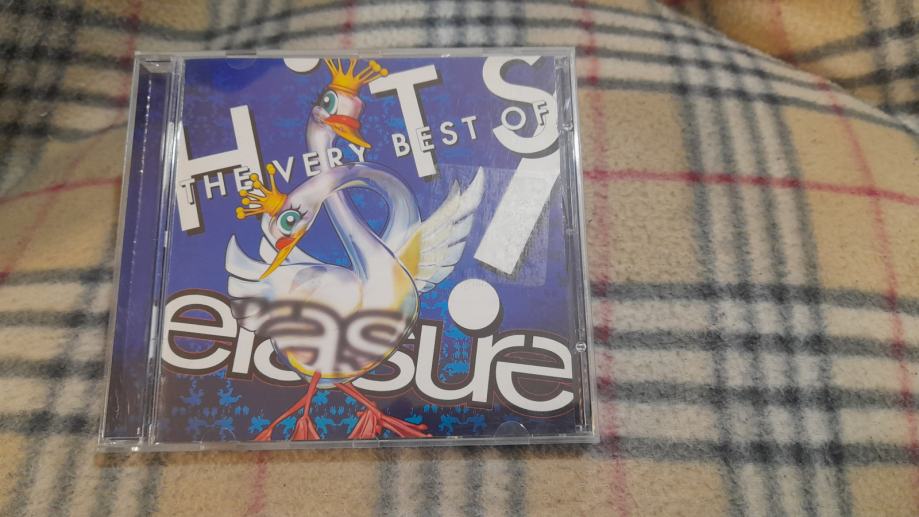 HiTS!
THE VERY BEST OF
erasure